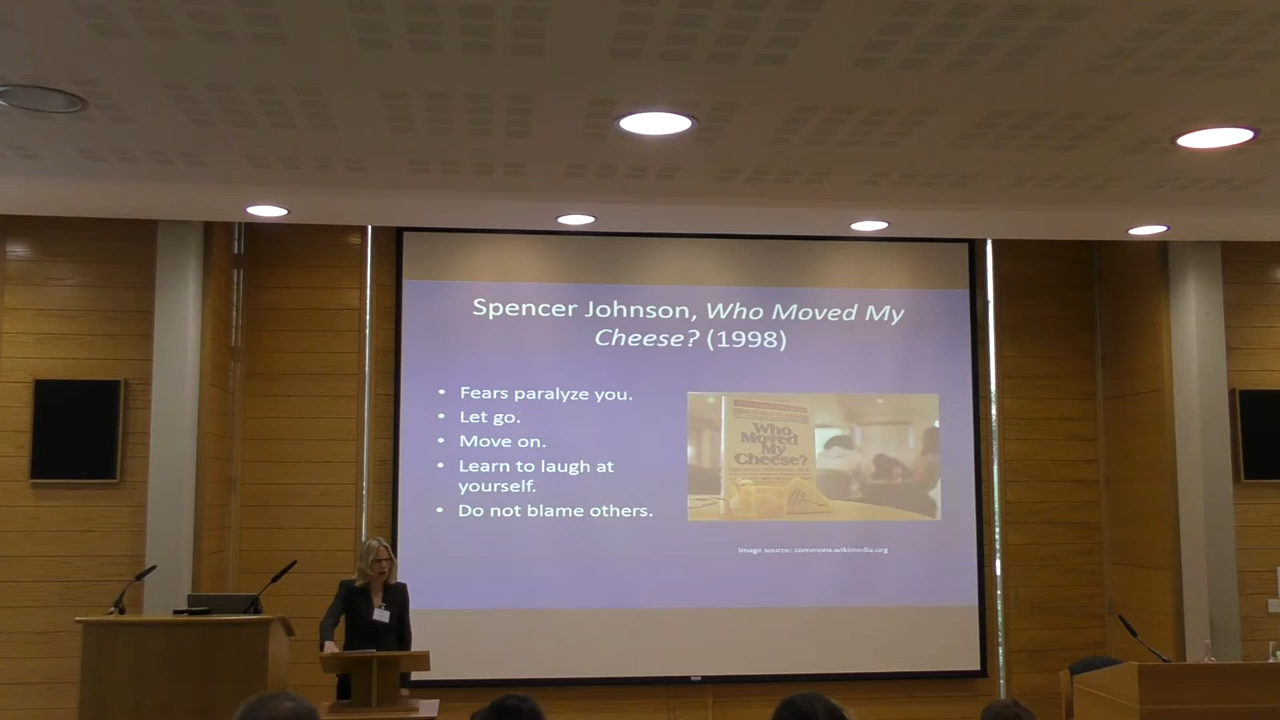 Spencer Johnson, Who Moved My
Cheese? (1998)
• Fears paralyze you.
• Let go.
• Move on.
• Learn to laugh at
yourself.
• Do not blame others.
Who
Moved
My
Cheese?
Image source: commons.wikimedia.org